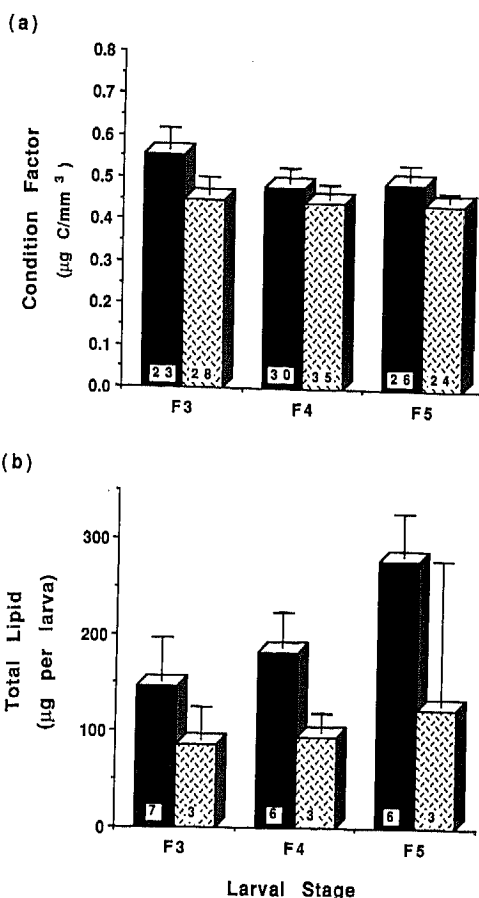 (a)
Condition Factor
(µg C/mm³)
0.8
0.7
0.6
0.5
0.4
0.3
0.2
0.1
0.0
23 28 30 35 26 24
F3 F4 F5
(b)
Total Lipid
(µg per larva)
300
200
100
0
7 3 6 3 6 3
F3 F4 F5
Larval Stage